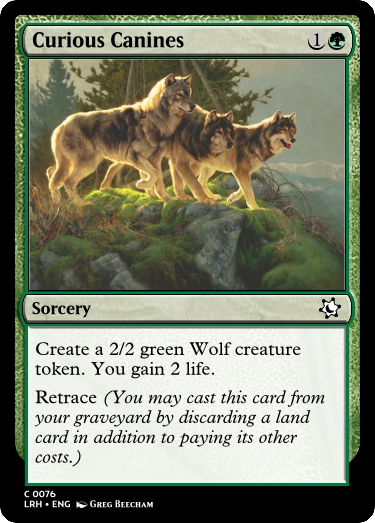 Curious Canines 1
Sorcery
Create a 2/2 green Wolf creature
token. You gain 2 life.
Retrace (You may cast this card from
your graveyard by discarding a land
card in addition to paying its other
costs.)
C 0076
LRH • ENG Greg Beecham